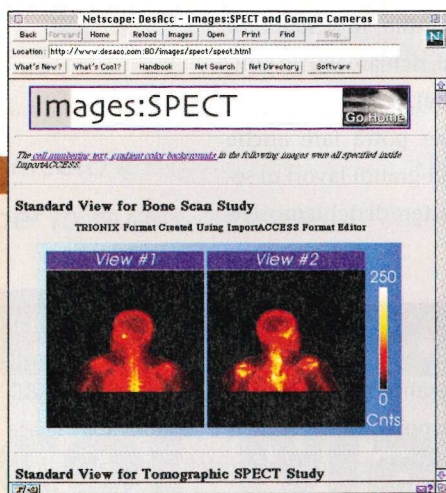 Netscape: DesAcc - Images:SPECT and Gamma Cameras
Back Forward Home Reload Images Open Print Find Stop
N
Location: http://www.desacc.com:80/images/spect/spect.html
What's New? What's Cool? Handbook Net Search Net Directory Software
Images:SPECT
Go Home
The cell numbering text, gradient color backgrounds in the following images were all specified inside
ImportACCESS.
Standard View for Bone Scan Study
TRIONIX Format Created Using ImportACCESS Format Editor
View #1 View #2
250
0
Cnts
Standard View for Tomographic SPECT Study